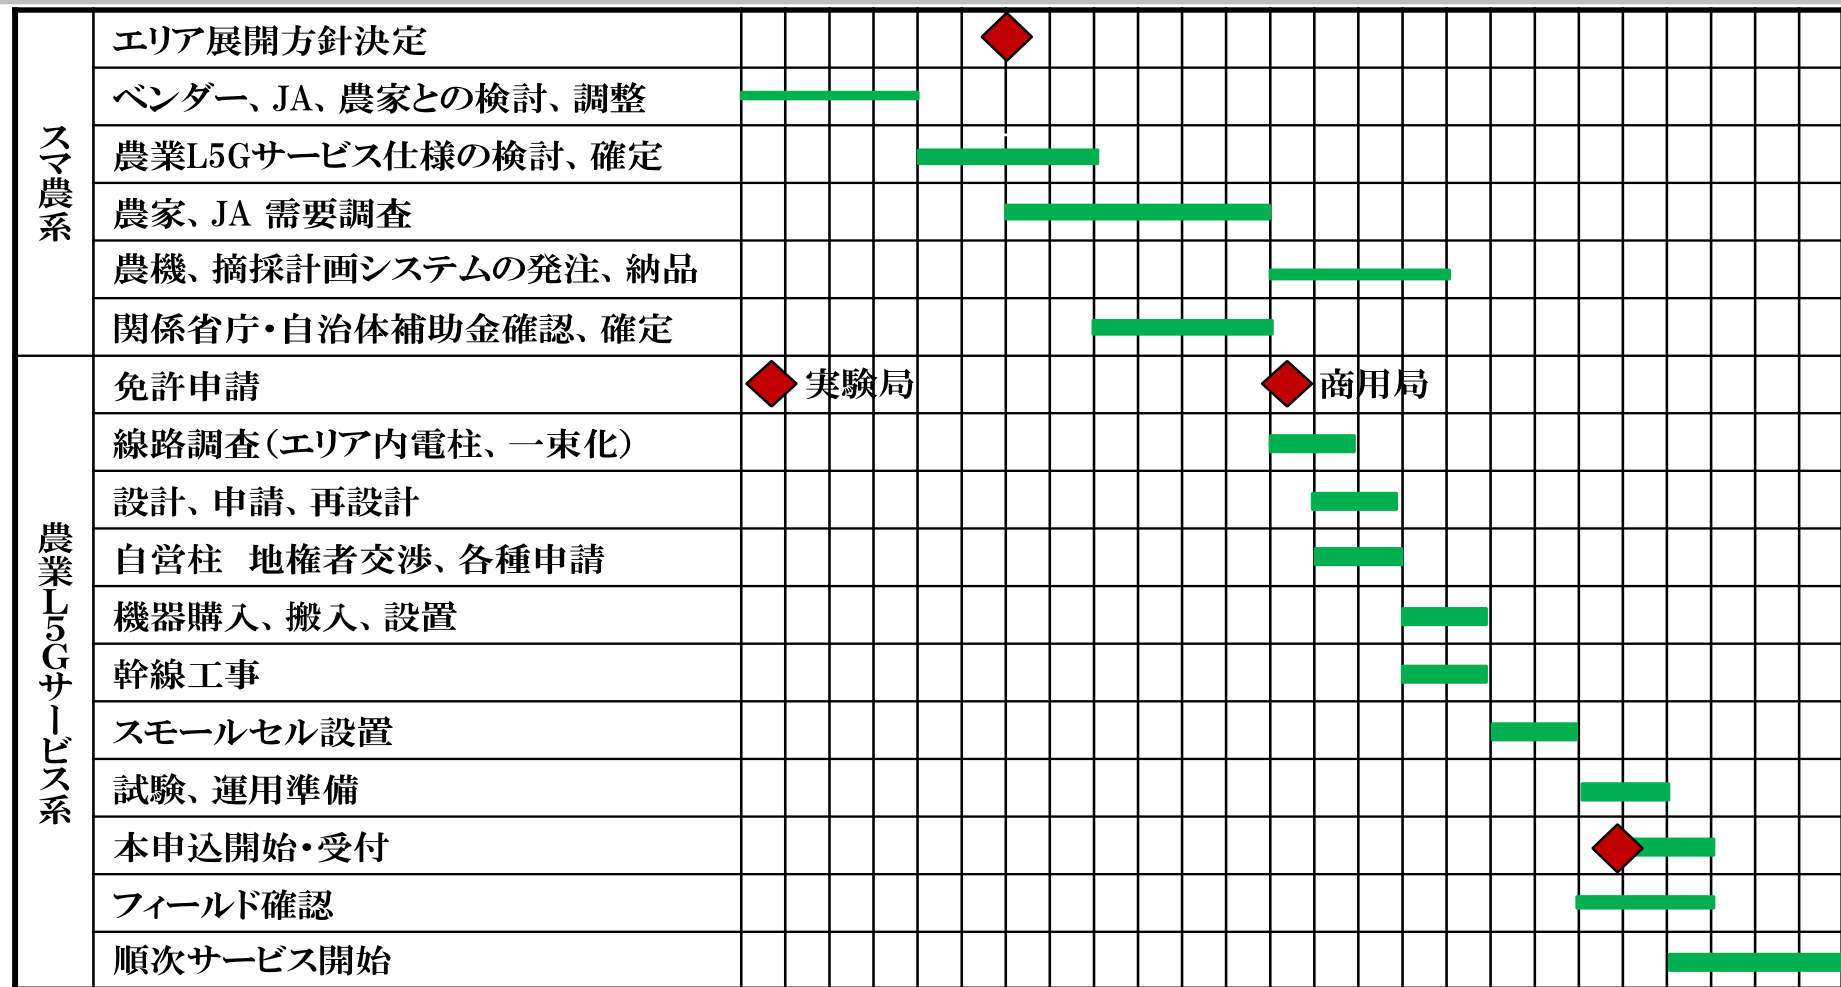 スマ農系
エリア展開方針決定
ベンダー、JA、農家との検討、調整
農業L5Gサービス仕様の検討、確定
農家、JA 需要調査
農機、摘採計画システムの発注、納品
関係省庁・自治体補助金確認、確定
農業L5Gサービス系
免許申請
実験局
商用局
線路調査(エリア内電柱、一束化)
設計、申請、再設計
自営柱　地権者交渉、各種申請
機器購入、搬入、設置
幹線工事
スモールセル設置
試験、運用準備
本申込開始・受付
フィールド確認
順次サービス開始